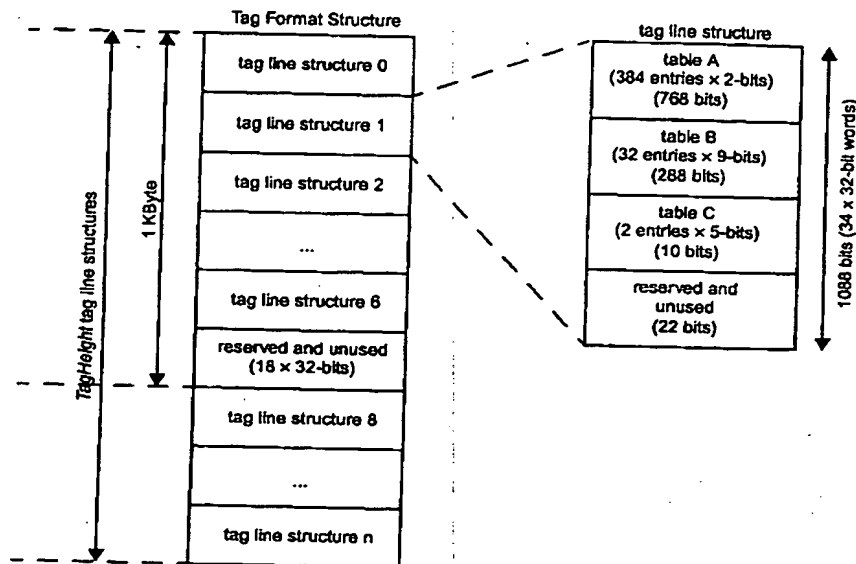 Tag Format Structure
tag line structure 0
tag line structure 1
tag line structure 2
...
tag line structure 6
reserved and unused
(18 × 32-bits)
tag line structure 8
...
tag line structure n
TagHeight tag line structures
1 KByte
tag line structure
table A
(384 entries × 2-bits)
(768 bits)
table B
(32 entries × 9-bits)
(288 bits)
table C
(2 entries × 5-bits)
(10 bits)
reserved and
unused
(22 bits)
1088 bits (34 x 32-bit words)